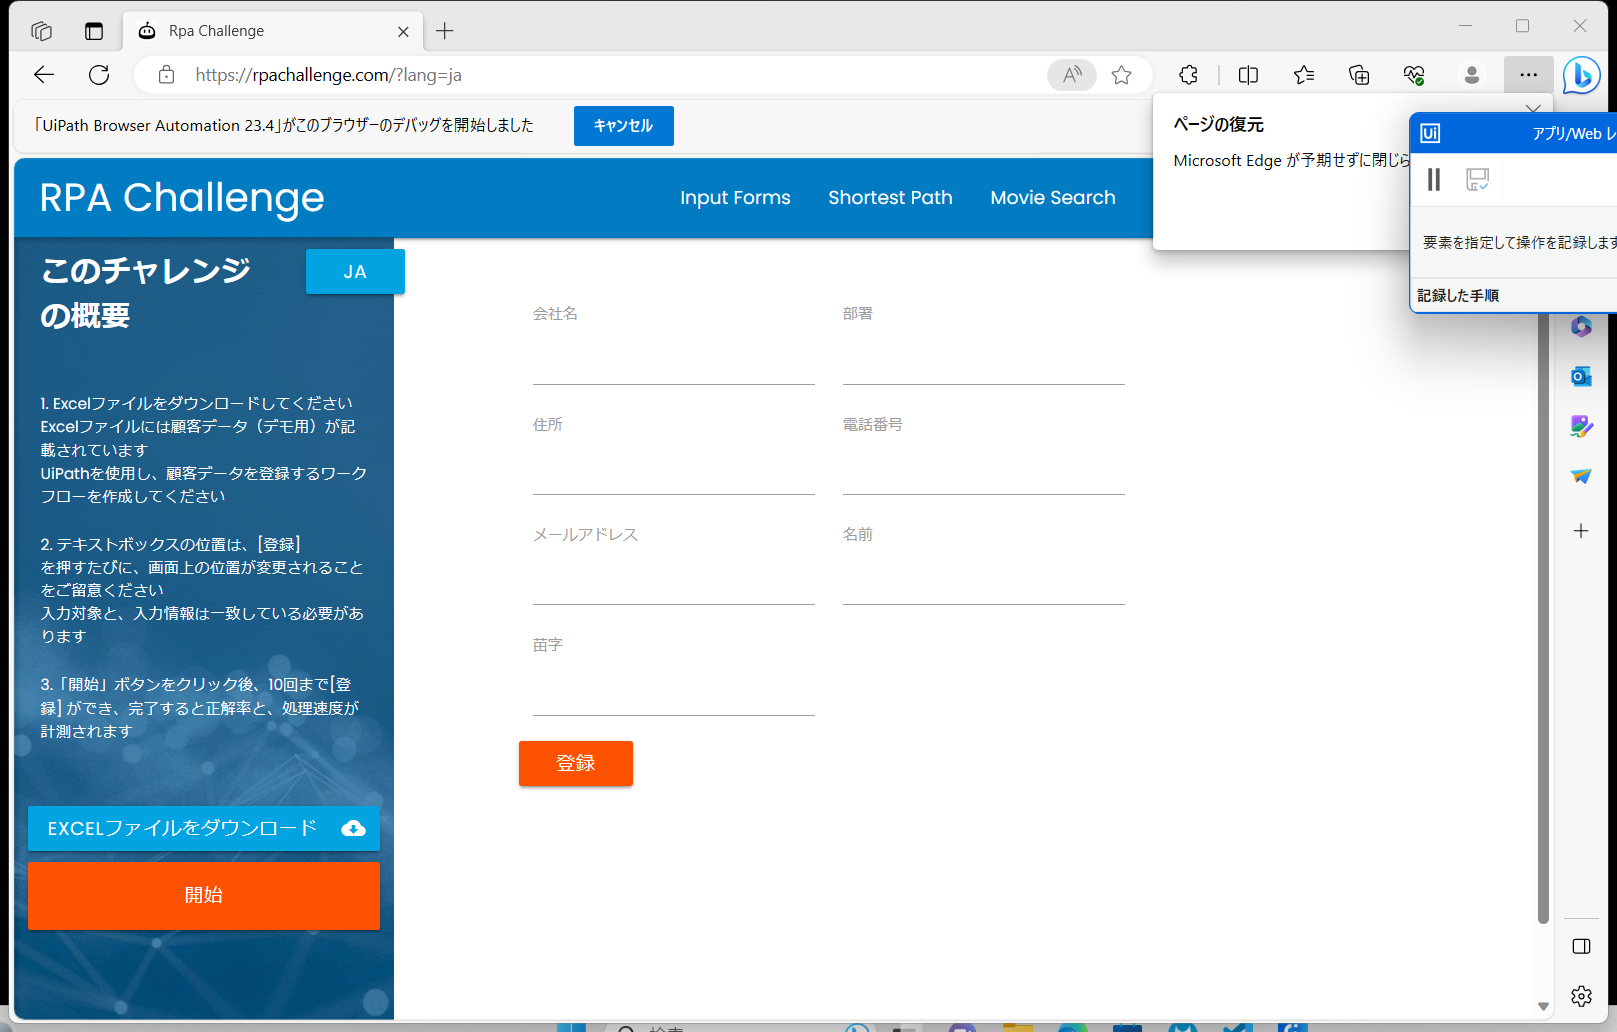 Rpa Challenge
https://rpachallenge.com/?lang=ja
「UiPath Browser Automation 23.4」がこのブラウザーのデバッグを開始しました
キャンセル
ページの復元
Microsoft Edge が予期せずに閉じら
アプリ/Web レ
要素を指定して操作を記録します
記録した手順
RPA Challenge
Input Forms
Shortest Path
Movie Search
このチャレンジ
の概要
JA
1. Excelファイルをダウンロードしてください
Excelファイルには顧客データ（デモ用）が記
載されています
UiPathを使用し、顧客データを登録するワーク
フローを作成してください
2. テキストボックスの位置は、[登録]
を押すたびに、画面上の位置が変更されること
をご留意ください
入力対象と、入力情報は一致している必要があ
ります
3.「開始」ボタンをクリック後、10回まで[登
録] ができ、完了すると正解率と、処理速度が
計測されます
EXCELファイルをダウンロード
開始
会社名
部署
住所
電話番号
メールアドレス
名前
苗字
登録